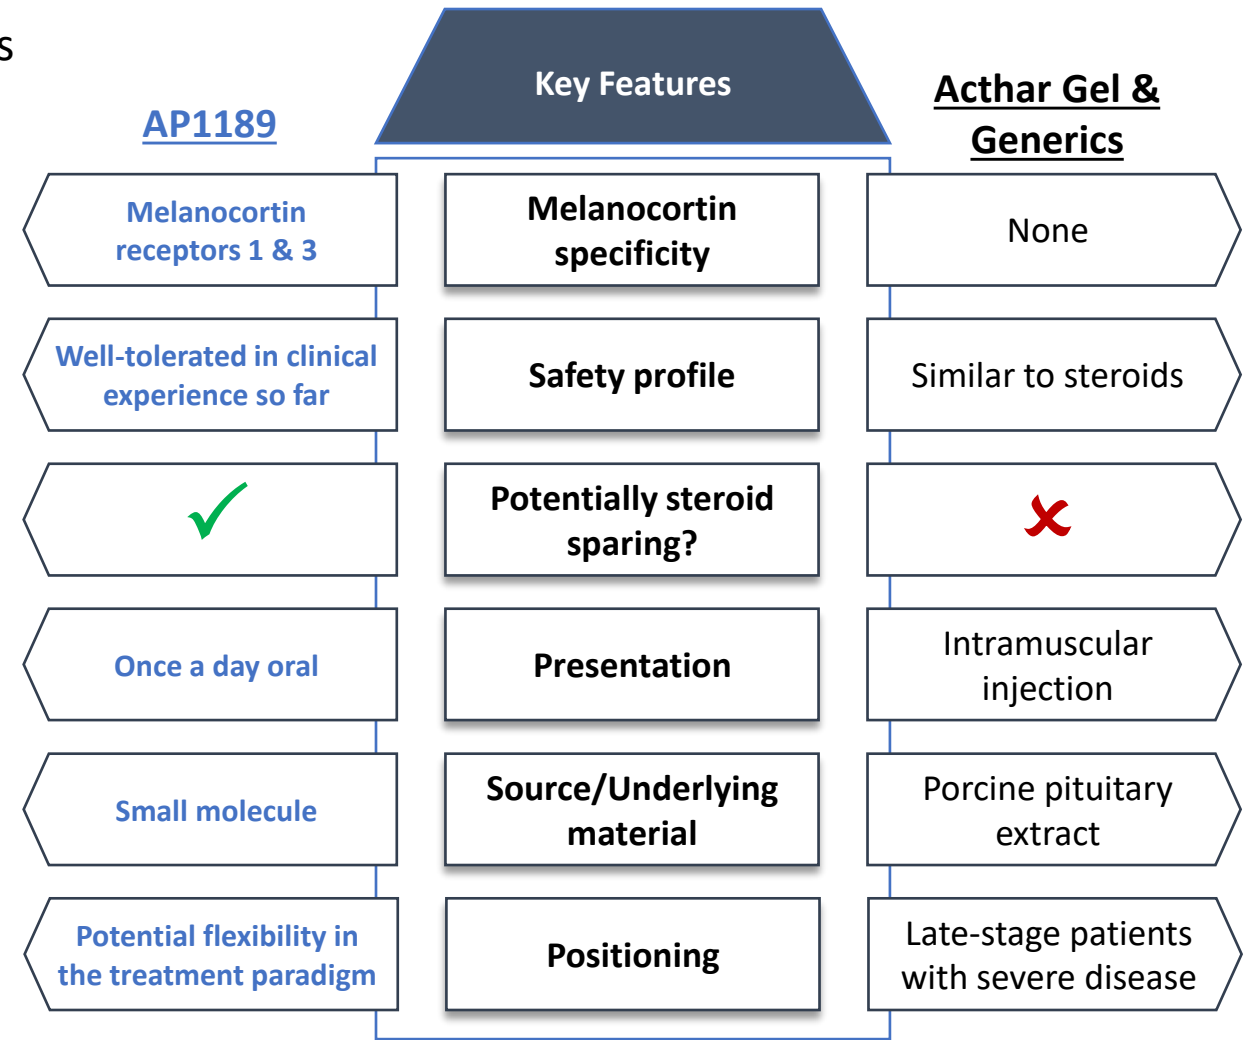 s
Key Features
AP1189
Acthar Gel &
Generics
Melanocortin
receptors 1 & 3
Melanocortin
specificity
None
Well-tolerated in clinical
experience so far
Safety profile
Similar to steroids
✓
Potentially steroid
sparing?
✘
Once a day oral
Presentation
Intramuscular
injection
Small molecule
Source/Underlying
material
Porcine pituitary
extract
Potential flexibility in
the treatment paradigm
Positioning
Late-stage patients
with severe disease